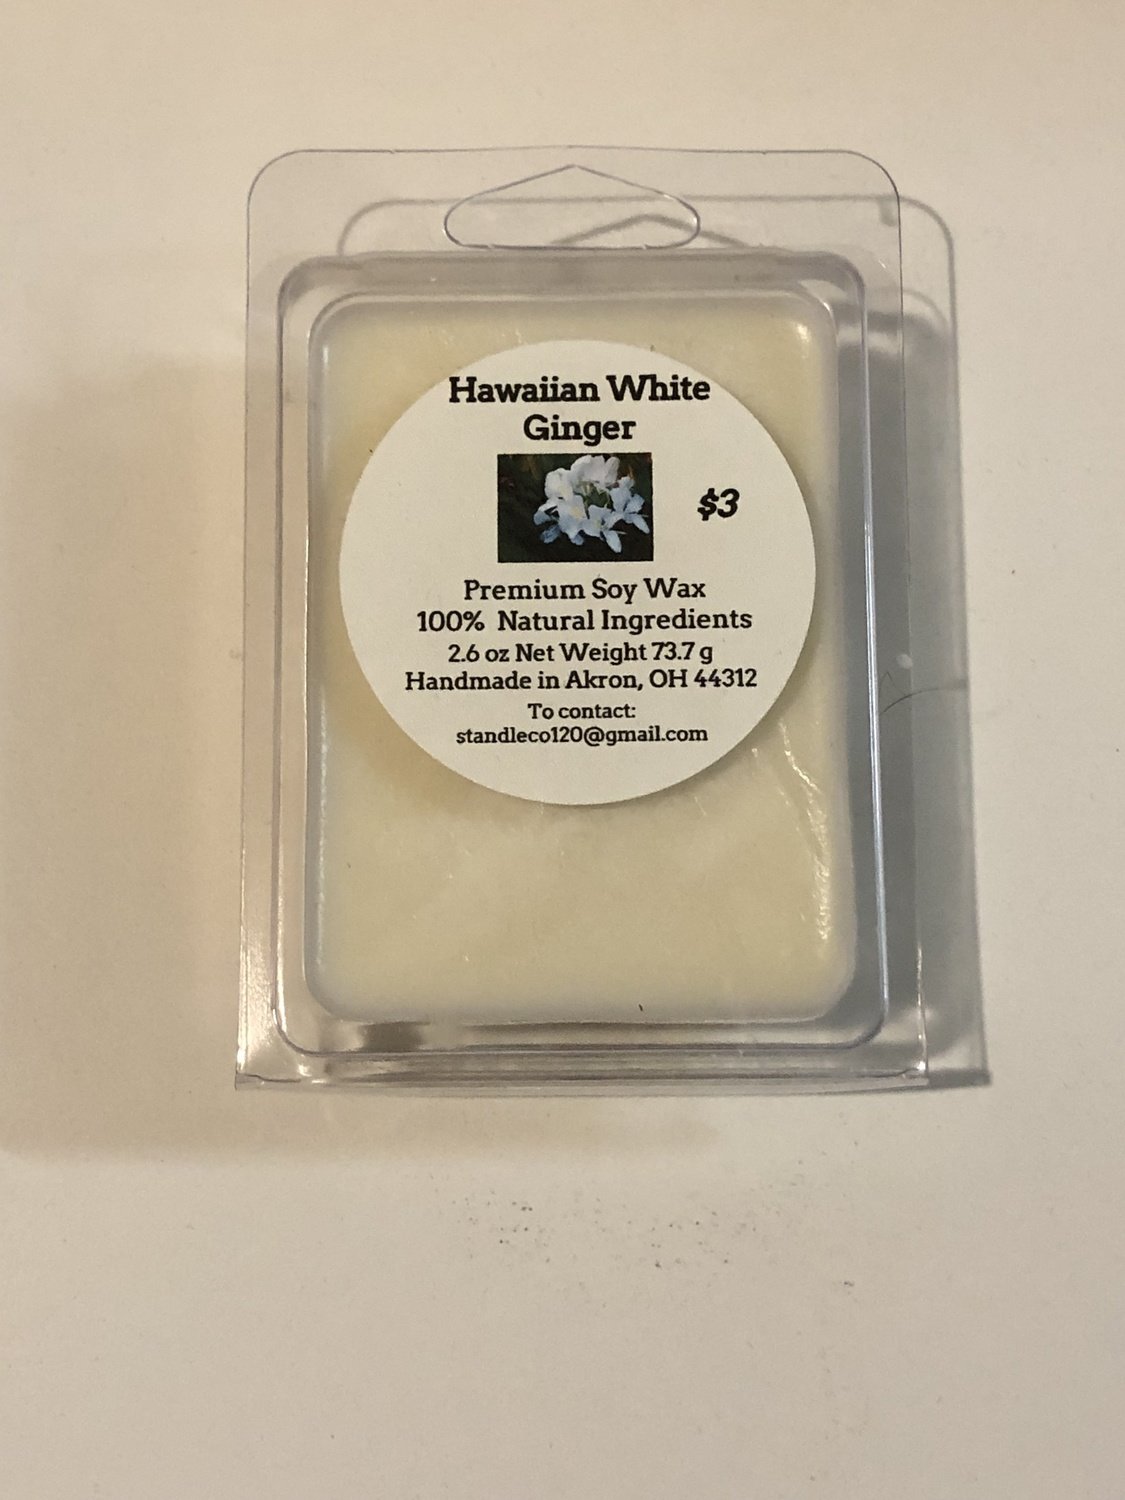 Hawaiian White
Ginger
$3
Premium Soy Wax
100% Natural Ingredients
2.6 oz Net Weight 73.7 g
Handmade in Akron, OH 44312
To contact:
standleco120@gmail.com